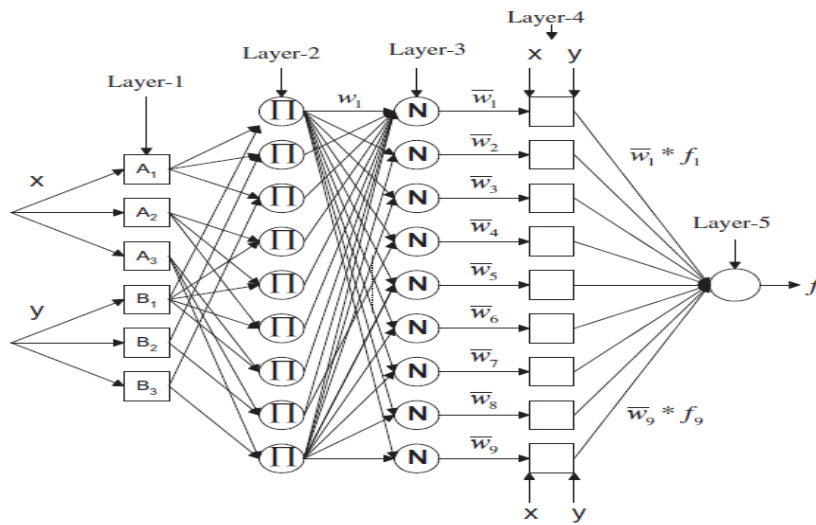 Layer-4
Layer-2
Layer-3
x y
Layer-1
Π w₁ N w̅₁
w̅₁ * f₁
Π N w̅₂
x A₁
Π N w̅₃
A₂
Π N w̅₄
Layer-5
A₃
Π N w̅₅
f
y B₁
Π N w̅₆
B₂
Π N w̅₇
B₃
Π N w̅₈
w̅₉ * f₉
Π N w̅₉
x y